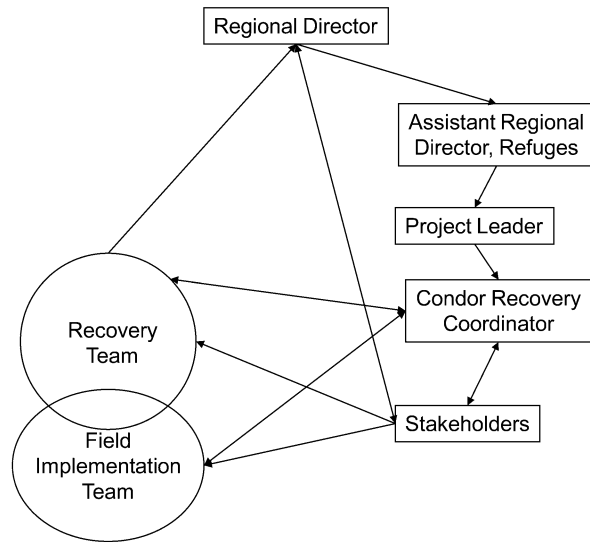 Regional Director
Assistant Regional
Director, Refuges
Project Leader
Condor Recovery
Coordinator
Recovery
Team
Stakeholders
Field
Implementation
Team